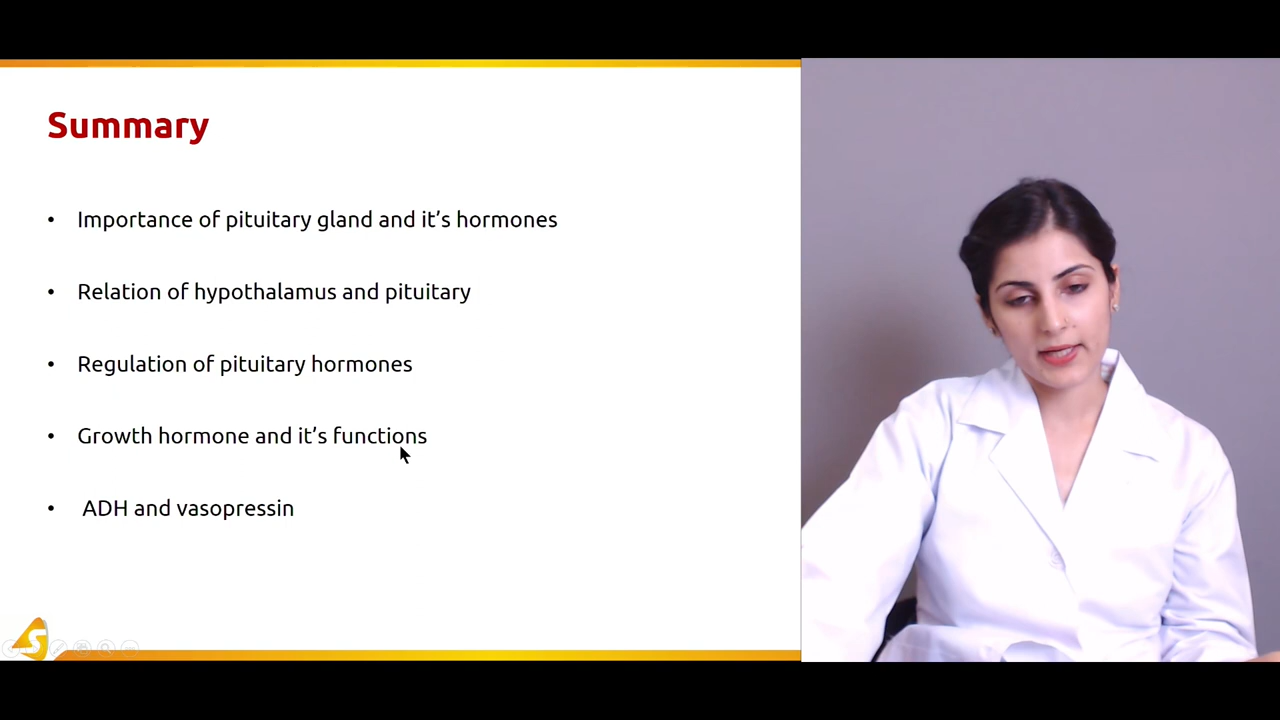 Summary
• Importance of pituitary gland and it’s hormones
• Relation of hypothalamus and pituitary
• Regulation of pituitary hormones
• Growth hormone and it’s functions
• ADH and vasopressin
S